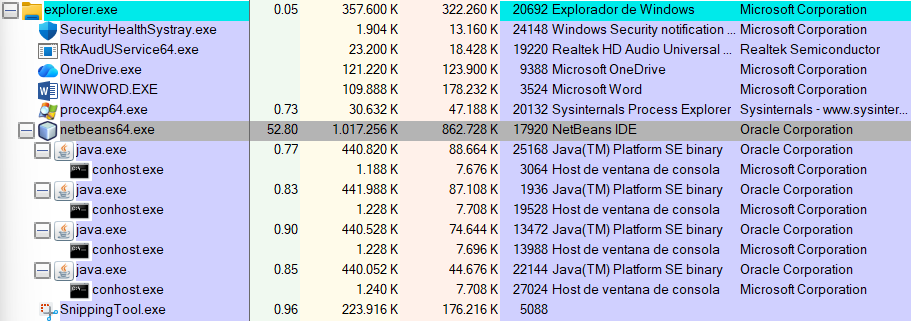 explorer.exe 0.05 357.600 K 322.260 K 20692 Explorador de Windows Microsoft Corporation
SecurityHealthSystray.exe 1.904 K 13.160 K 24148 Windows Security notification ... Microsoft Corporation
RtkAudUService64.exe 23.200 K 18.428 K 19220 Realtek HD Audio Universal ... Realtek Semiconductor
OneDrive.exe 121.220 K 123.900 K 9388 Microsoft OneDrive Microsoft Corporation
WINWORD.EXE 109.888 K 178.232 K 3524 Microsoft Word Microsoft Corporation
procexp64.exe 0.73 30.632 K 47.188 K 20132 Sysinternals Process Explorer Sysinternals - www.sysinter...
netbeans64.exe 52.80 1.017.256 K 862.728 K 17920 NetBeans IDE Oracle Corporation
java.exe 0.77 440.820 K 88.664 K 25168 Java(TM) Platform SE binary Oracle Corporation
conhost.exe 1.188 K 7.676 K 3064 Host de ventana de consola Microsoft Corporation
java.exe 0.83 441.988 K 87.108 K 1936 Java(TM) Platform SE binary Oracle Corporation
conhost.exe 1.228 K 7.708 K 19528 Host de ventana de consola Microsoft Corporation
java.exe 0.90 440.528 K 74.644 K 13472 Java(TM) Platform SE binary Oracle Corporation
conhost.exe 1.228 K 7.696 K 13988 Host de ventana de consola Microsoft Corporation
java.exe 0.85 440.052 K 44.676 K 22144 Java(TM) Platform SE binary Oracle Corporation
conhost.exe 1.240 K 7.708 K 27024 Host de ventana de consola Microsoft Corporation
SnippingTool.exe 0.96 223.916 K 176.216 K 5088